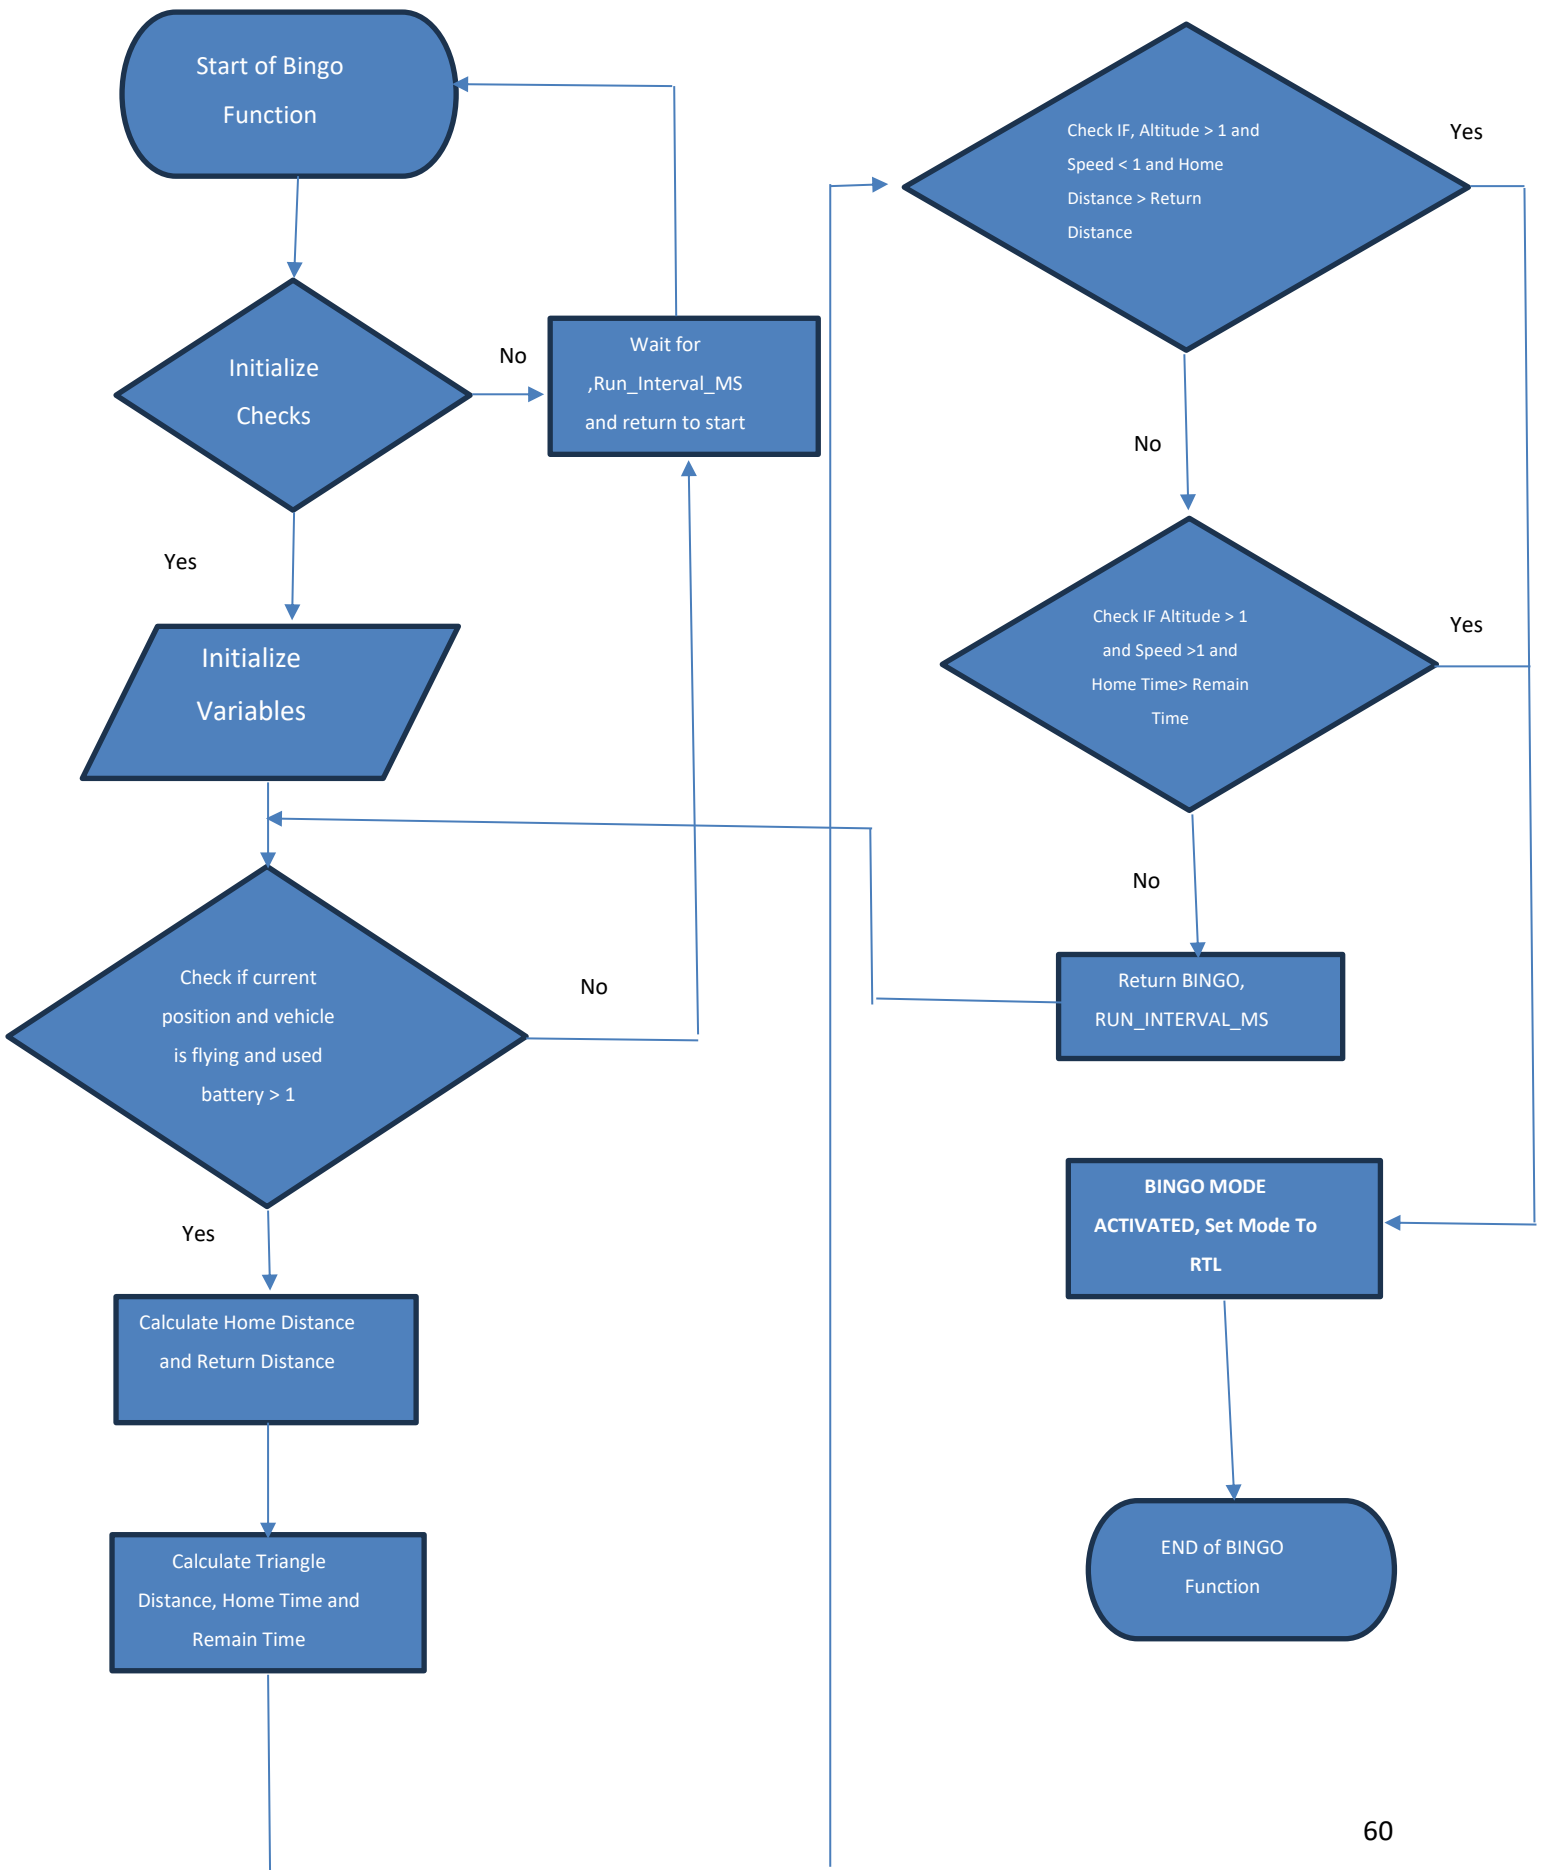 Start of Bingo
Function
Initialize
Checks
No
Wait for
,Run_Interval_MS
and return to start
Yes
Initialize
Variables
Check if current
position and vehicle
is flying and used
battery > 1
No
Yes
Calculate Home Distance
and Return Distance
Calculate Triangle
Distance, Home Time and
Remain Time
Check IF, Altitude > 1 and
Speed < 1 and Home
Distance > Return
Distance
Yes
No
Check IF Altitude > 1
and Speed >1 and
Home Time> Remain
Time
Yes
No
Return BINGO,
RUN_INTERVAL_MS
BINGO MODE
ACTIVATED, Set Mode To
RTL
END of BINGO
Function
60